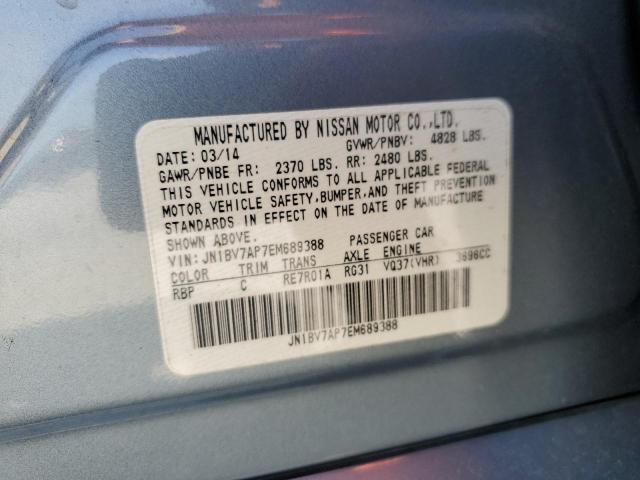 MANUFACTURED BY NISSAN MOTOR CO.,LTD.
DATE: 03/14 GVWR/PNBV: 4828 LBS.
GAWR/PNBE FR: 2370 LBS. RR: 2480 LBS.
THIS VEHICLE CONFORMS TO ALL APPLICABLE FEDERAL
MOTOR VEHICLE SAFETY,BUMPER,AND THEFT PREVENTION
STANDARDS IN EFFECT ON THE DATE OF MANUFACTURE
SHOWN ABOVE.
VIN: JN1BV7AP7EM689388 PASSENGER CAR
COLOR TRIM TRANS AXLE ENGINE
RBP C RE7R01A RG31 VQ37(VHR) 3696CC
JN1BV7AP7EM689388